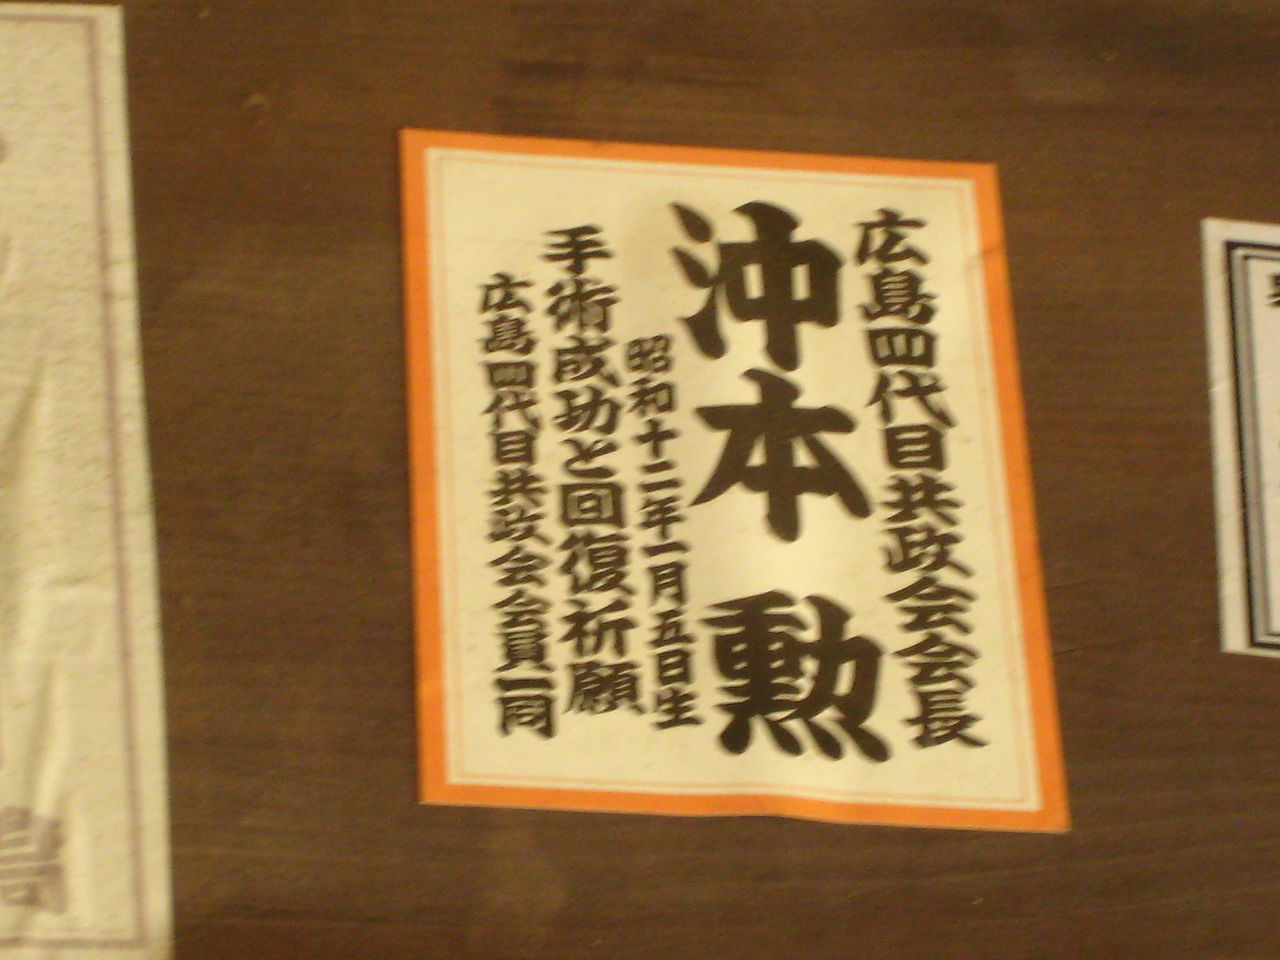 広島四代目共政会会長
沖本勲
昭和十二年一月五日生
手術成功と回復祈願
広島四代目共政会会員一同